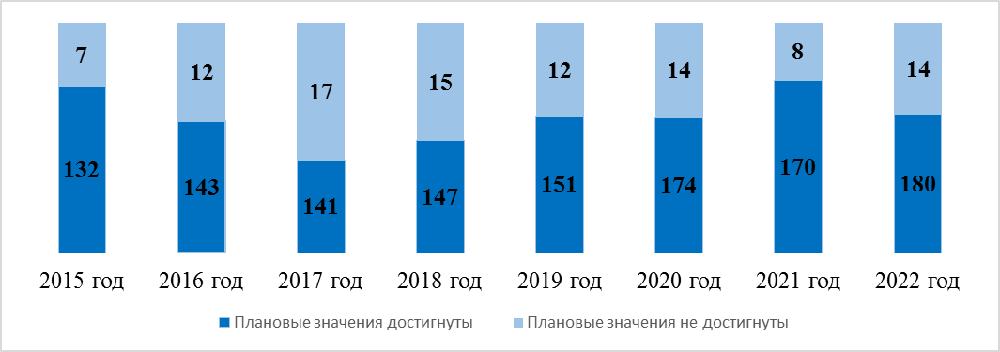 7 12 17 15 12 14 8 14
132 143 141 147 151 174 170 180
2015 год 2016 год 2017 год 2018 год 2019 год 2020 год 2021 год 2022 год
Плановые значения достигнуты Плановые значения не достигнуты